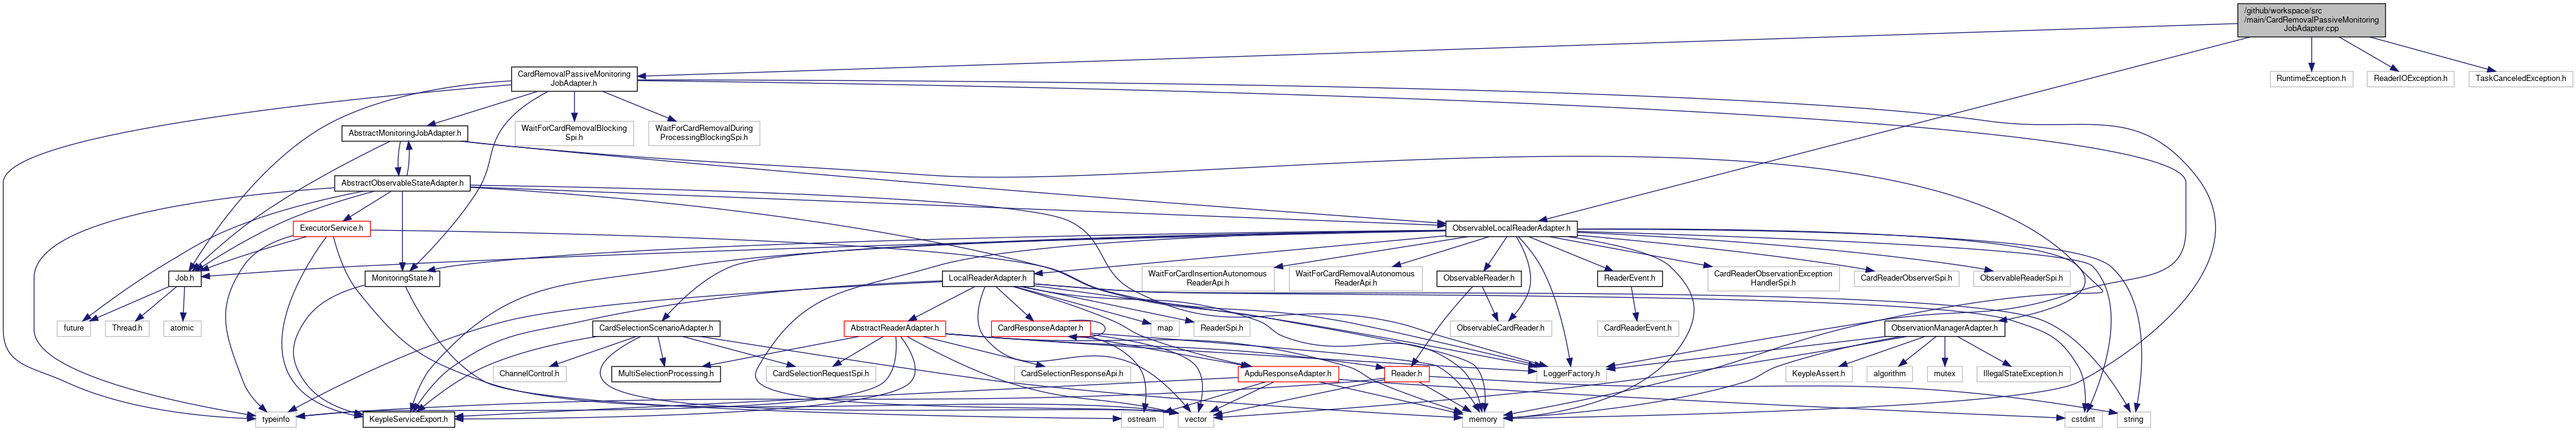 /github/workspace/src
/main/CardRemovalPassiveMonitoring
JobAdapter.cpp
CardRemovalPassiveMonitoring
JobAdapter.h
RuntimeException.h
ReaderIOException.h
TaskCanceledException.h
AbstractMonitoringJobAdapter.h
WaitForCardRemovalBlocking
Spi.h
WaitForCardRemovalDuring
ProcessingBlockingSpi.h
AbstractObservableStateAdapter.h
ExecutorService.h
ObservableLocalReaderAdapter.h
Job.h
MonitoringState.h
LocalReaderAdapter.h
WaitForCardInsertionAutonomous
ReaderApi.h
WaitForCardRemovalAutonomous
ReaderApi.h
ObservableReader.h
ReaderEvent.h
CardReaderObservationException
HandlerSpi.h
CardReaderObserverSpi.h
ObservableReaderSpi.h
future
Thread.h
atomic
CardSelectionScenarioAdapter.h
AbstractReaderAdapter.h
CardResponseAdapter.h
map
ReaderSpi.h
ObservableCardReader.h
CardReaderEvent.h
ObservationManagerAdapter.h
ChannelControl.h
MultiSelectionProcessing.h
CardSelectionRequestSpi.h
CardSelectionResponseApi.h
ApduResponseAdapter.h
Reader.h
LoggerFactory.h
KeypleAssert.h
algorithm
mutex
IllegalStateException.h
typeinfo
KeypleServiceExport.h
ostream
vector
memory
cstdint
string